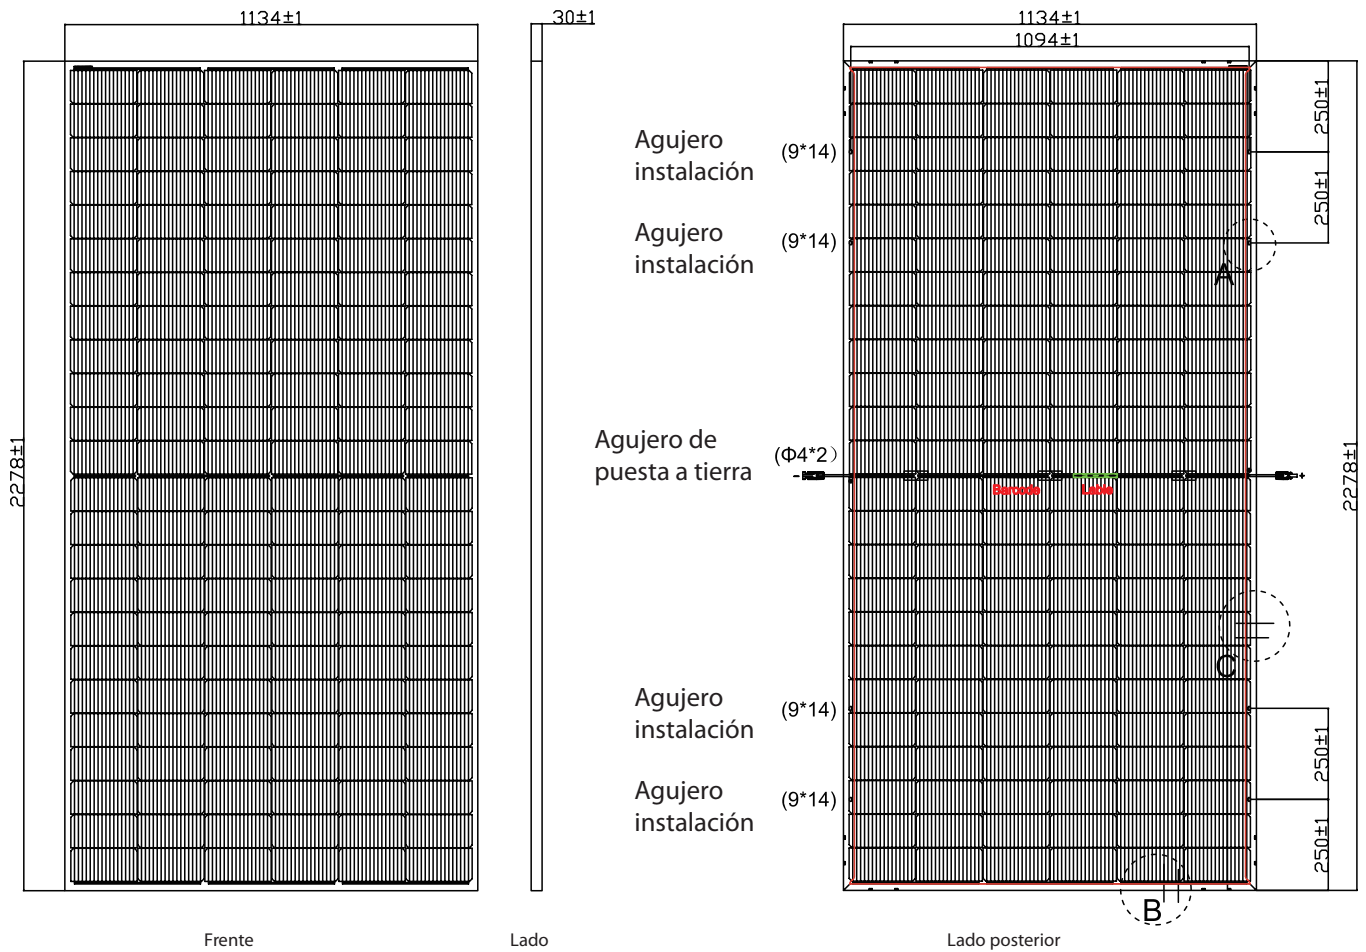 1134±1
30±1
1134±1
1094±1
250±1
Agujero
instalación
(9*14)
250±1
Agujero
instalación
(9*14)
A
2278±1
Agujero de
puesta a tierra
(Φ4*2)
-
+
Barcode
Lable
2278±1
C
Agujero
instalación
(9*14)
250±1
Agujero
instalación
(9*14)
250±1
B
Frente
Lado
Lado posterior